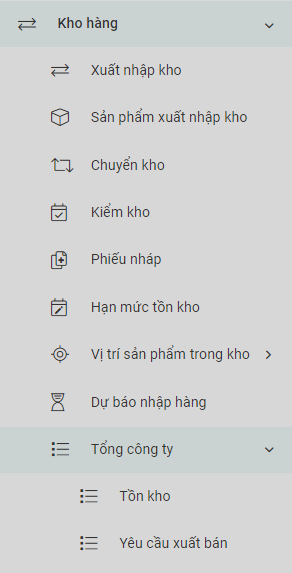 Kho hàng
Xuất nhập kho
Sản phẩm xuất nhập kho
Chuyển kho
Kiểm kho
Phiếu nháp
Hạn mức tồn kho
Vị trí sản phẩm trong kho
Dự báo nhập hàng
Tổng công ty
Tồn kho
Yêu cầu xuất bán